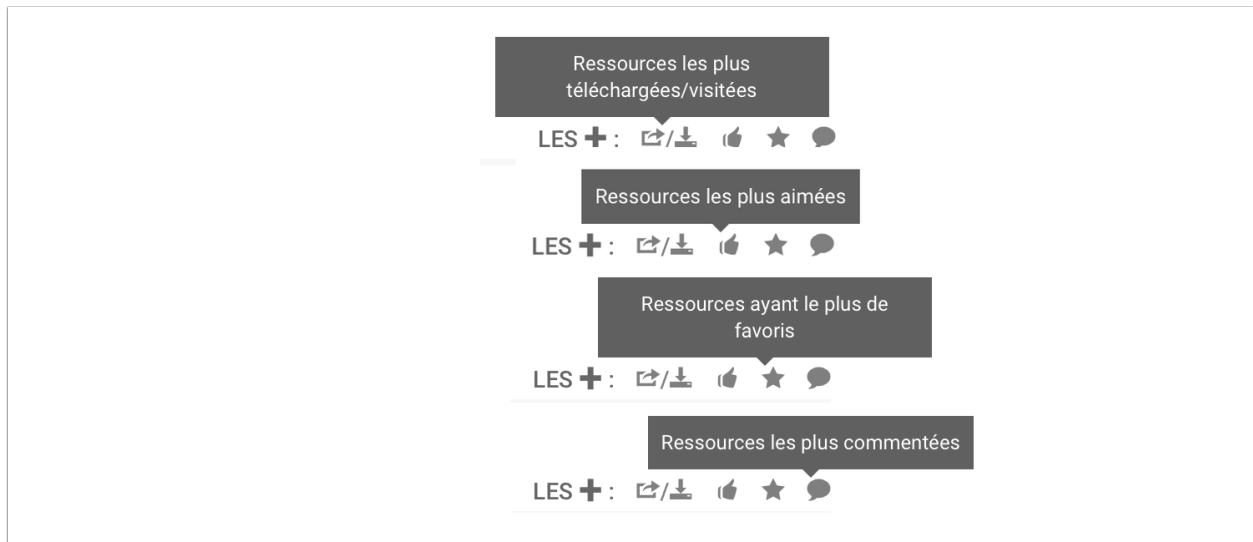 Ressources les plus
téléchargées/visitées
LES + : /
Ressources les plus aimées
LES + : /
Ressources ayant le plus de
favoris
LES + : /
Ressources les plus commentées
LES + : /